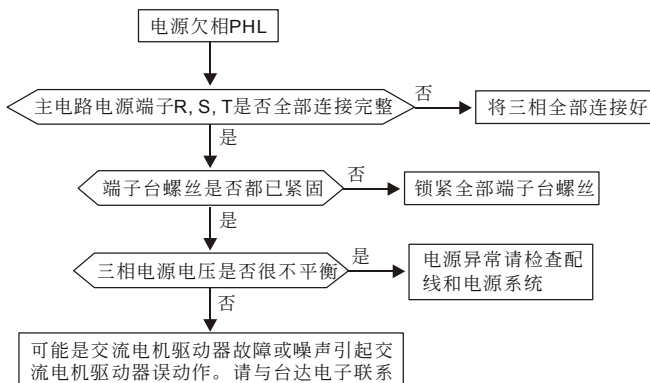 电源欠相PHL
主电路电源端子R, S, T是否全部连接完整
否
将三相全部连接好
是
端子台螺丝是否都已紧固
否
锁紧全部端子台螺丝
是
三相电源电压是否很不平衡
是
电源异常请检查配
线和电源系统
否
可能是交流电机驱动器故障或噪声引起交
流电机驱动器误动作。请与台达电子联系